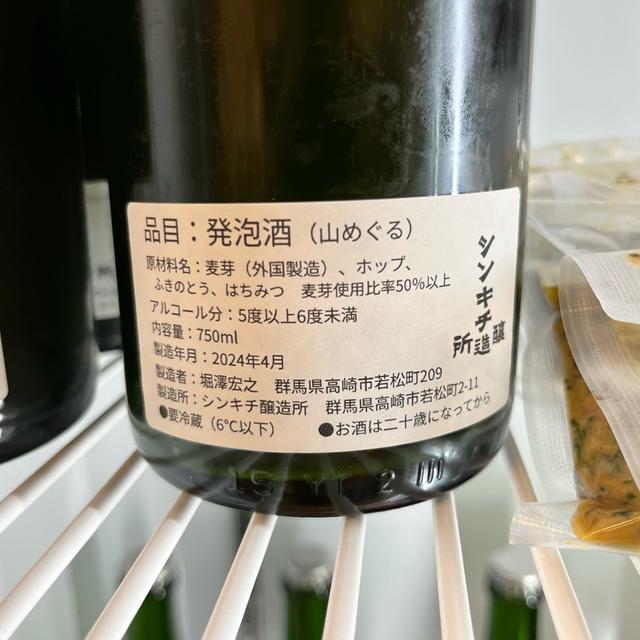 品目：発泡酒（山めぐる）
原材料名：麦芽（外国製造）、ホップ、
ふきのとう、はちみつ　麦芽使用比率50%以上
アルコール分：5度以上6度未満
内容量：750ml
製造年月：2024年4月
製造者：堀澤宏之　群馬県高崎市若松町209
製造所：シンキチ醸造所　群馬県高崎市若松町2-11
●要冷蔵（6℃以下）　●お酒は二十歳になってから
シンキチ醸造所